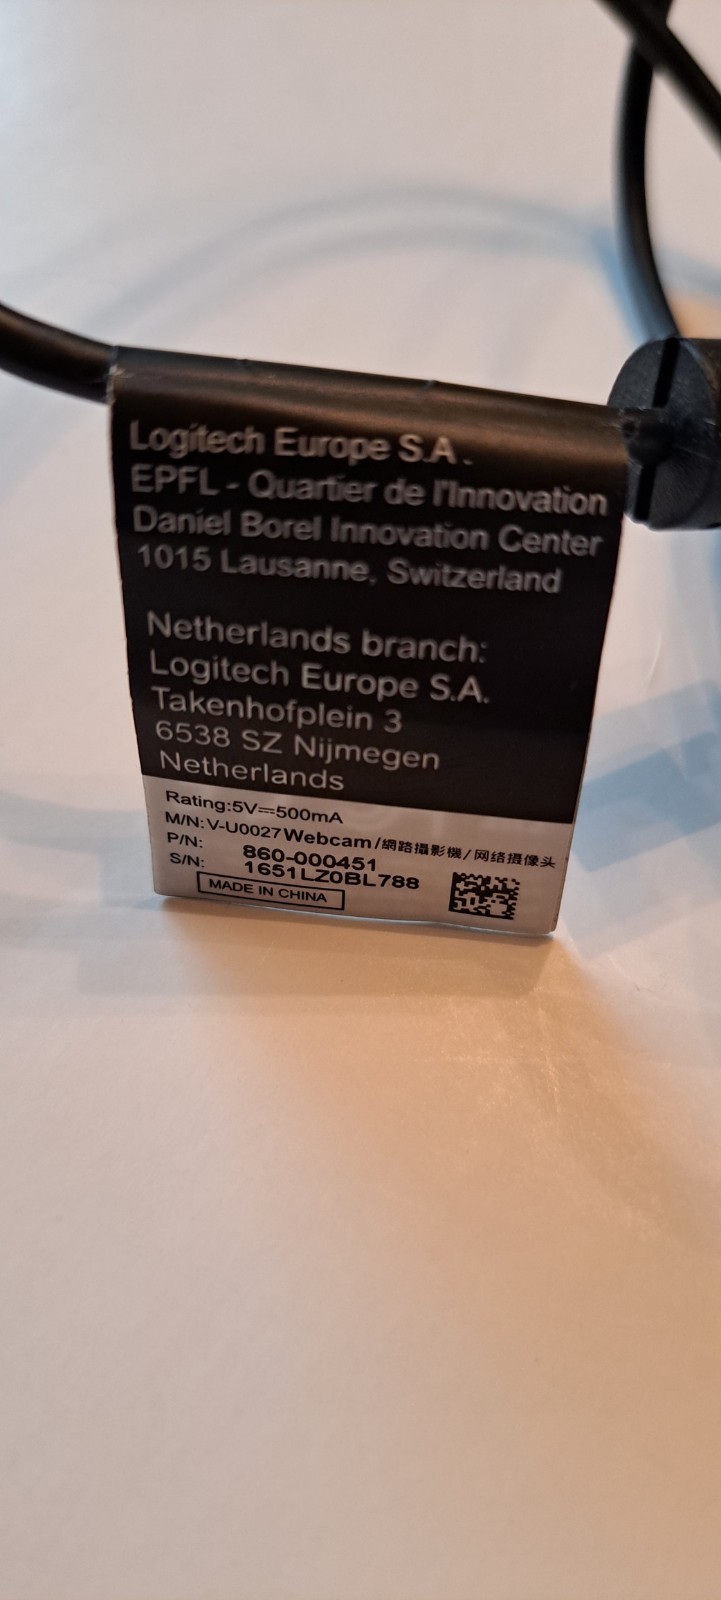 Logitech Europe S.A.
EPFL - Quartier de l'Innovation
Daniel Borel Innovation Center
1015 Lausanne, Switzerland
Netherlands branch:
Logitech Europe S.A.
Takenhofplein 3
6538 SZ Nijmegen
Netherlands
Rating:5V⎓500mA
M/N:V-U0027 Webcam/網路攝影機/网络摄像头
P/N: 860-000451
S/N: 1651LZ0BL788
MADE IN CHINA